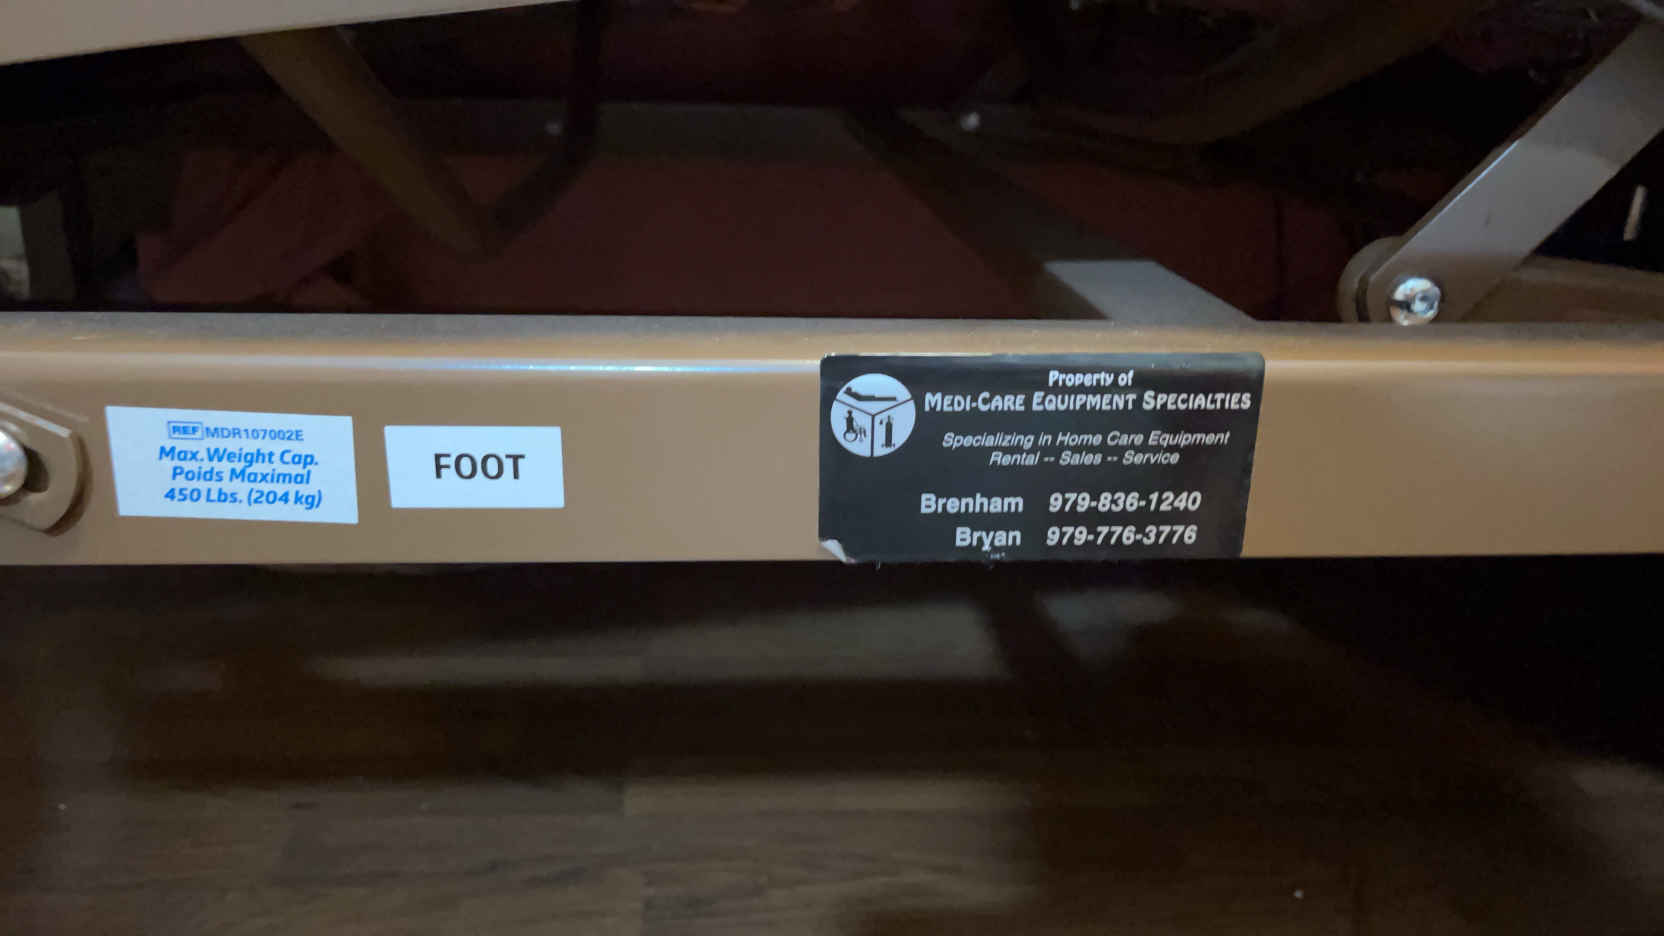 REF MDR107002E
Max.Weight Cap.
Poids Maximal
450 Lbs. (204 kg)
FOOT
Property of
MEDI-CARE EQUIPMENT SPECIALTIES
Specializing in Home Care Equipment
Rental -- Sales -- Service
Brenham 979-836-1240
Bryan 979-776-3776